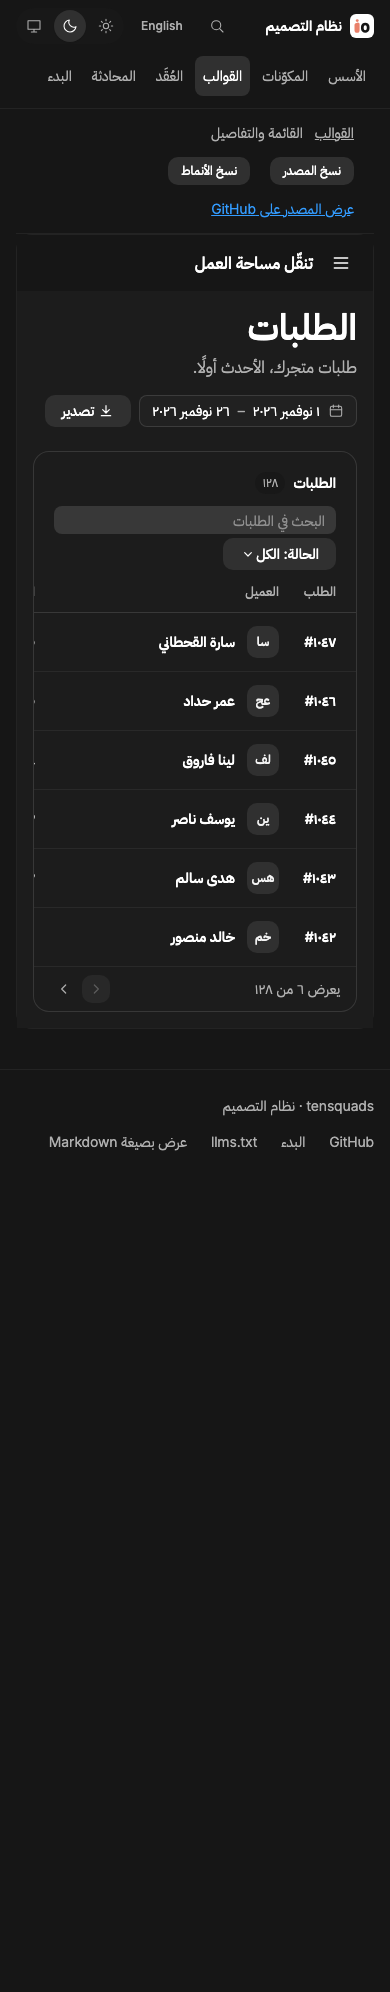 نظام التصميم
English
الأسس المكوّنات القوالب العُقَد المحادثة البدء
القوالب القائمة والتفاصيل
نسخ المصدر نسخ الأنماط
عرض المصدر على GitHub
تنقّل مساحة العمل
الطلبات
طلبات متجرك، الأحدث أولًا.
١ نوفمبر ٢٠٢٦ – ٢٦ نوفمبر ٢٠٢٦ تصدير
الطلبات ١٢٨
البحث في الطلبات
الحالة: الكل
الطلب العميل
#١٠٤٧ سا سارة القحطاني
#١٠٤٦ عح عمر حداد
#١٠٤٥ لف لينا فاروق
#١٠٤٤ ين يوسف ناصر
#١٠٤٣ هس هدى سالم
#١٠٤٢ خم خالد منصور
يعرض ٦ من ١٢٨
tensquads · نظام التصميم
GitHub البدء llms.txt عرض بصيغة Markdown